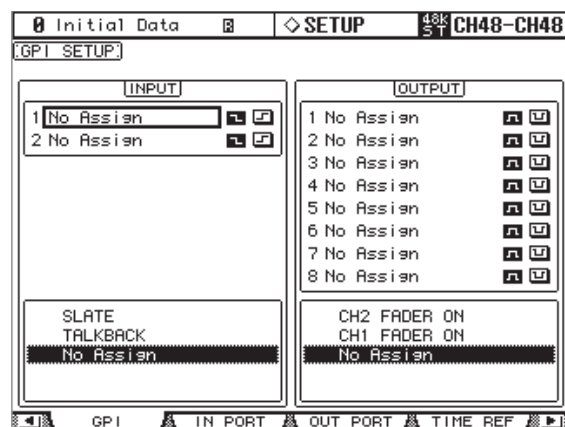 0 Initial Data R SETUP 48K ST CH48-CH48
GPI SETUP
INPUT
1 No Assign
2 No Assign
SLATE
TALKBACK
No Assign
OUTPUT
1 No Assign
2 No Assign
3 No Assign
4 No Assign
5 No Assign
6 No Assign
7 No Assign
8 No Assign
CH2 FADER ON
CH1 FADER ON
No Assign
GPI IN PORT OUT PORT TIME REF